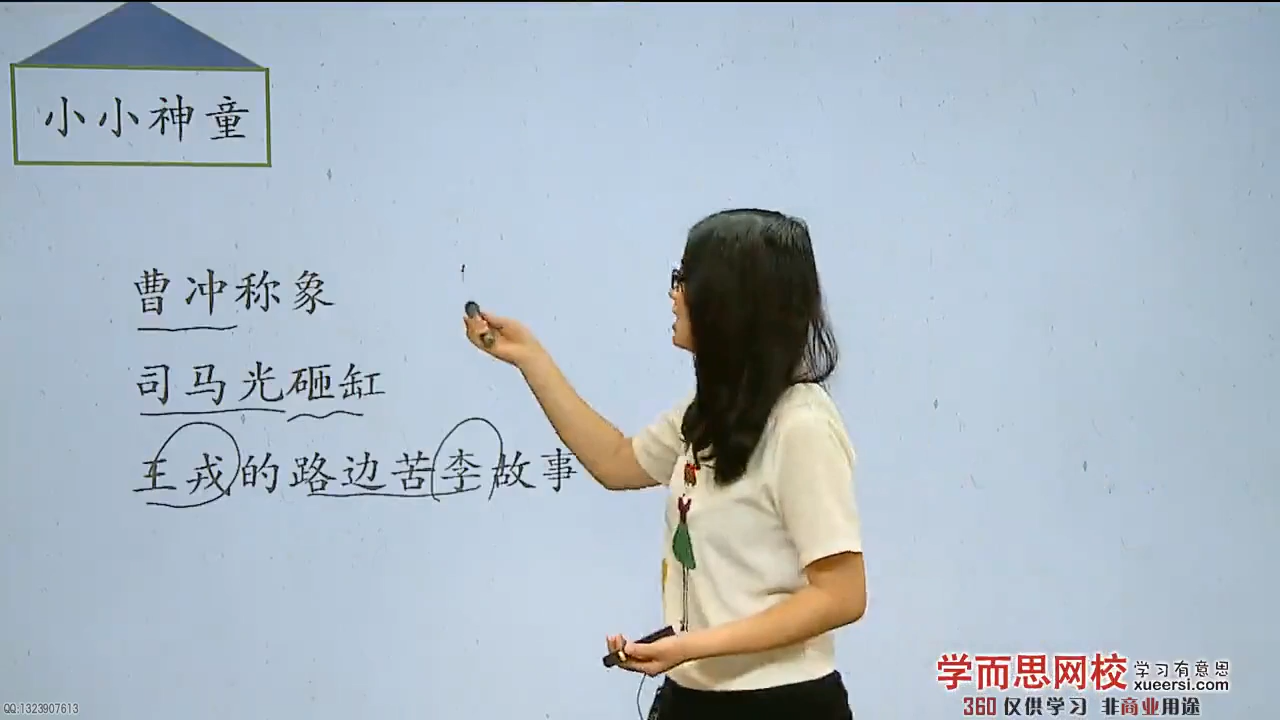 小小神童
曹冲称象
司马光砸缸
王戎的路边苦李故事
学而思网校 学习有意思
xueersi.com
360 仅供学习 非商业用途
QQ:1323907613